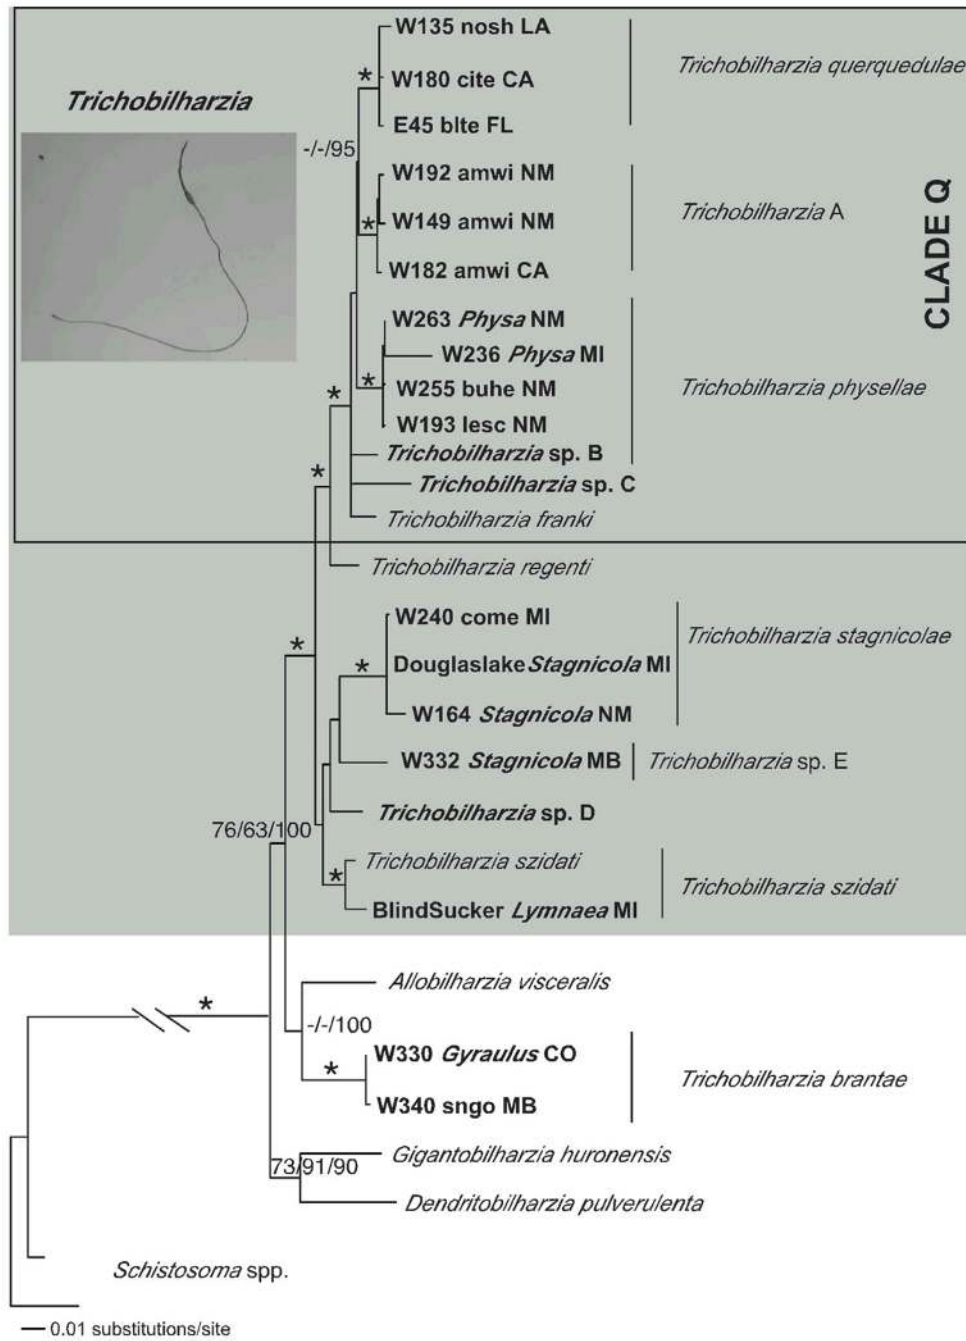 Trichobilharzia
W135 nosh LA
W180 cite CA
E45 blte FL
Trichobilharzia querquedulae
*
-/-/95
W192 amwi NM
W149 amwi NM
W182 amwi CA
Trichobilharzia A
*
CLADE Q
W263 Physa NM
W236 Physa MI
W255 buhe NM
W193 lesc NM
Trichobilharzia physellae
*
*
Trichobilharzia sp. B
Trichobilharzia sp. C
Trichobilharzia franki
*
Trichobilharzia regenti
W240 come MI
Douglaslake Stagnicola MI
W164 Stagnicola NM
Trichobilharzia stagnicolae
*
*
W332 Stagnicola MB
Trichobilharzia sp. E
Trichobilharzia sp. D
76/63/100
Trichobilharzia szidati
BlindSucker Lymnaea MI
Trichobilharzia szidati
*
Allobilharzia visceralis
*
-/-/100
W330 Gyraulus CO
W340 sngo MB
Trichobilharzia brantae
*
Gigantobilharzia huronensis
73/91/90
Dendritobilharzia pulverulenta
Schistosoma spp.
0.01 substitutions/site